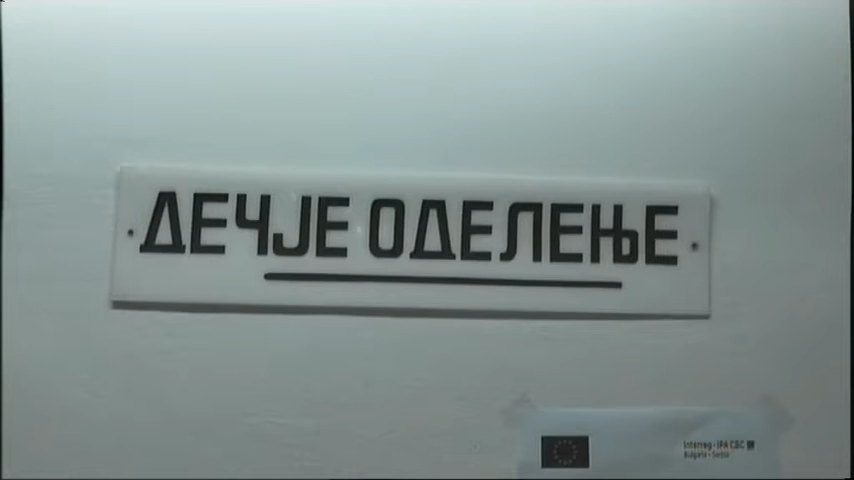 ДЕЧЈЕ ОДЕЛЕЊЕ
Interreg - IPA CBC
Bulgaria - Serbia